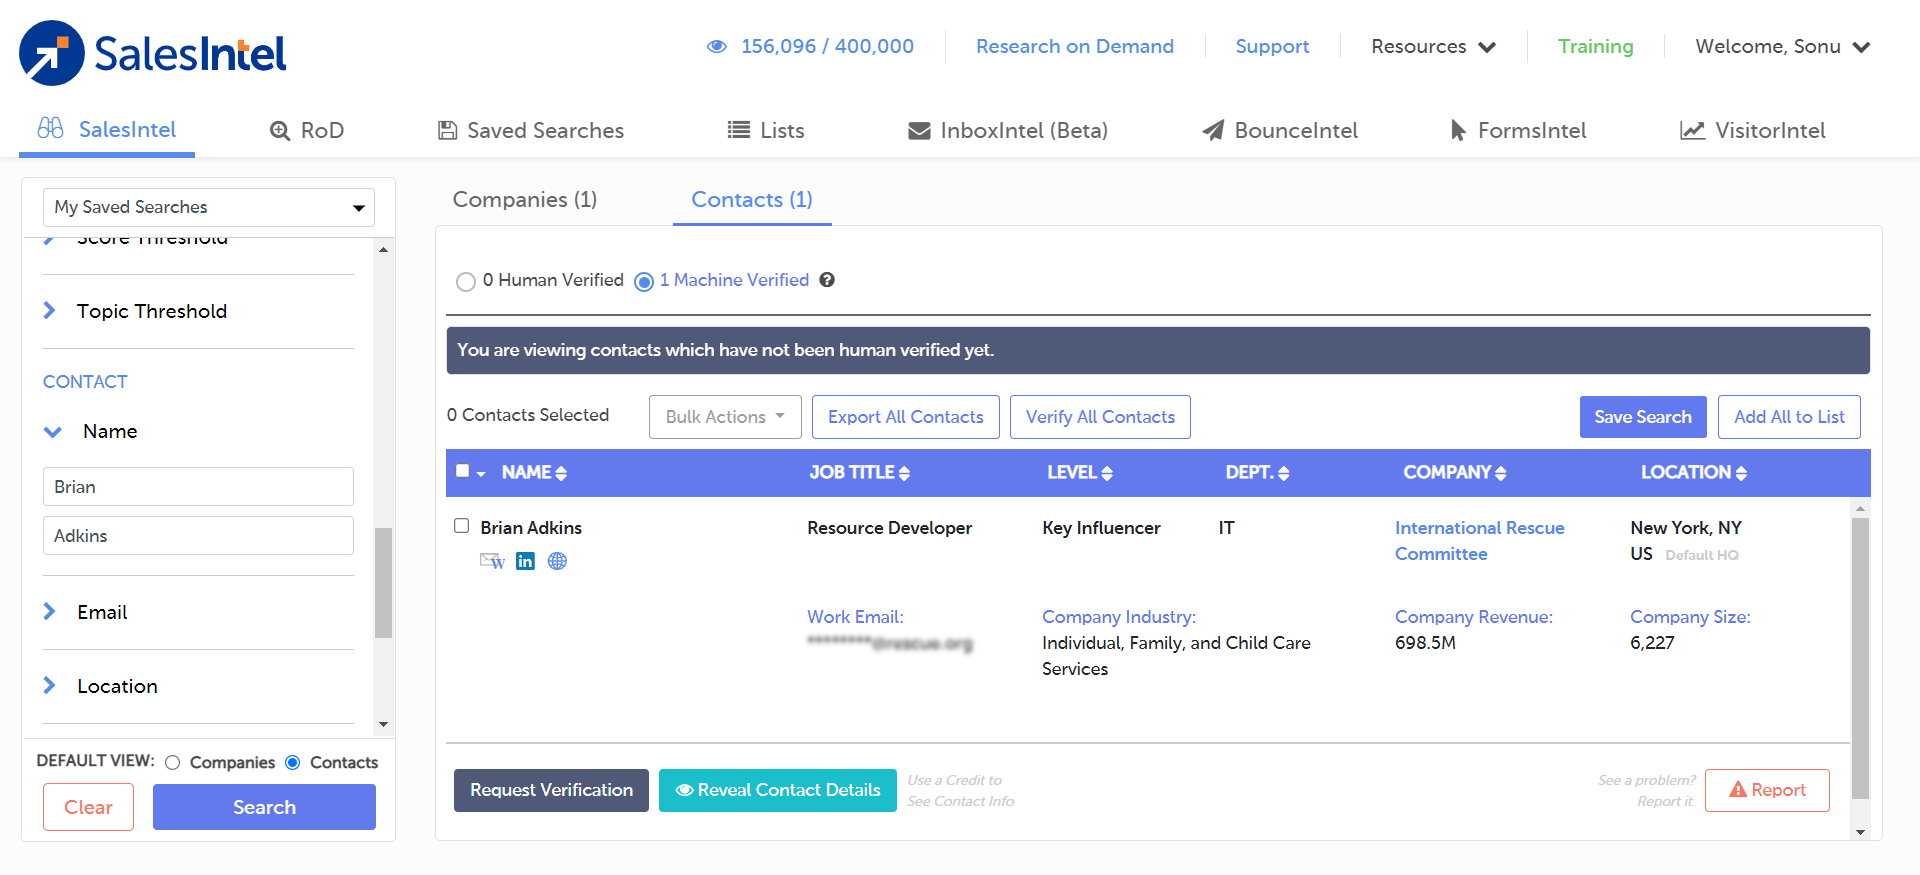 SalesIntel
156,096 / 400,000
Research on Demand
Support
Resources
Training
Welcome, Sonu
SalesIntel
RoD
Saved Searches
Lists
InboxIntel (Beta)
BounceIntel
FormsIntel
VisitorIntel
My Saved Searches
Score Threshold
Topic Threshold
CONTACT
Name
Brian
Adkins
Email
Location
DEFAULT VIEW: Companies Contacts
Clear
Search
Companies (1)
Contacts (1)
0 Human Verified
1 Machine Verified
You are viewing contacts which have not been human verified yet.
0 Contacts Selected
Bulk Actions
Export All Contacts
Verify All Contacts
Save Search
Add All to List
NAME
JOB TITLE
LEVEL
DEPT.
COMPANY
LOCATION
Brian Adkins
Resource Developer
Key Influencer
IT
International Rescue
Committee
New York, NY
US Default HQ
Work Email:
********@rescue.org
Company Industry:
Individual, Family, and Child Care
Services
Company Revenue:
698.5M
Company Size:
6,227
Request Verification
Reveal Contact Details
Use a Credit to
See Contact Info
See a problem?
Report it.
Report